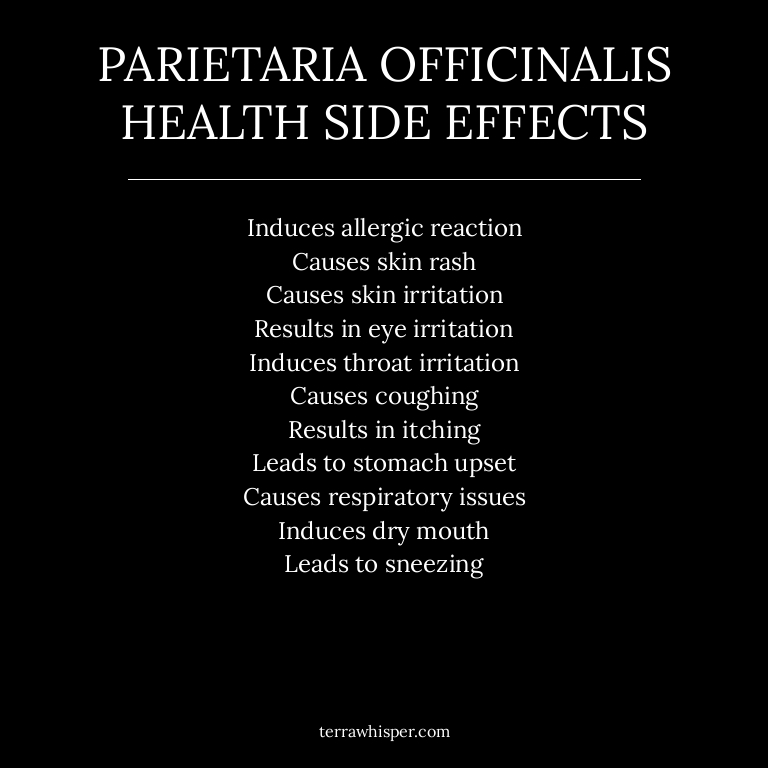 PARIETARIA OFFICINALIS
HEALTH SIDE EFFECTS
Induces allergic reaction
Causes skin rash
Causes skin irritation
Results in eye irritation
Induces throat irritation
Causes coughing
Results in itching
Leads to stomach upset
Causes respiratory issues
Induces dry mouth
Leads to sneezing
terrawhisper.com